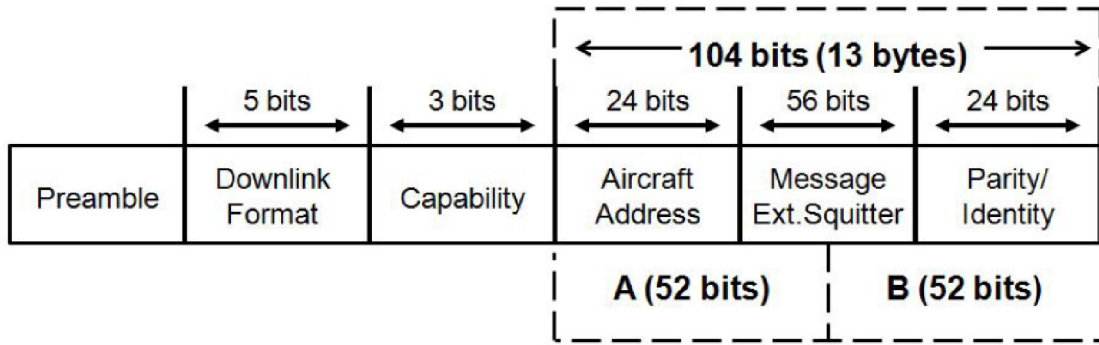 104 bits (13 bytes)
5 bits 3 bits 24 bits 56 bits 24 bits
Preamble Downlink Format Capability Aircraft Address Message Ext.Squitter Parity/ Identity
A (52 bits) B (52 bits)